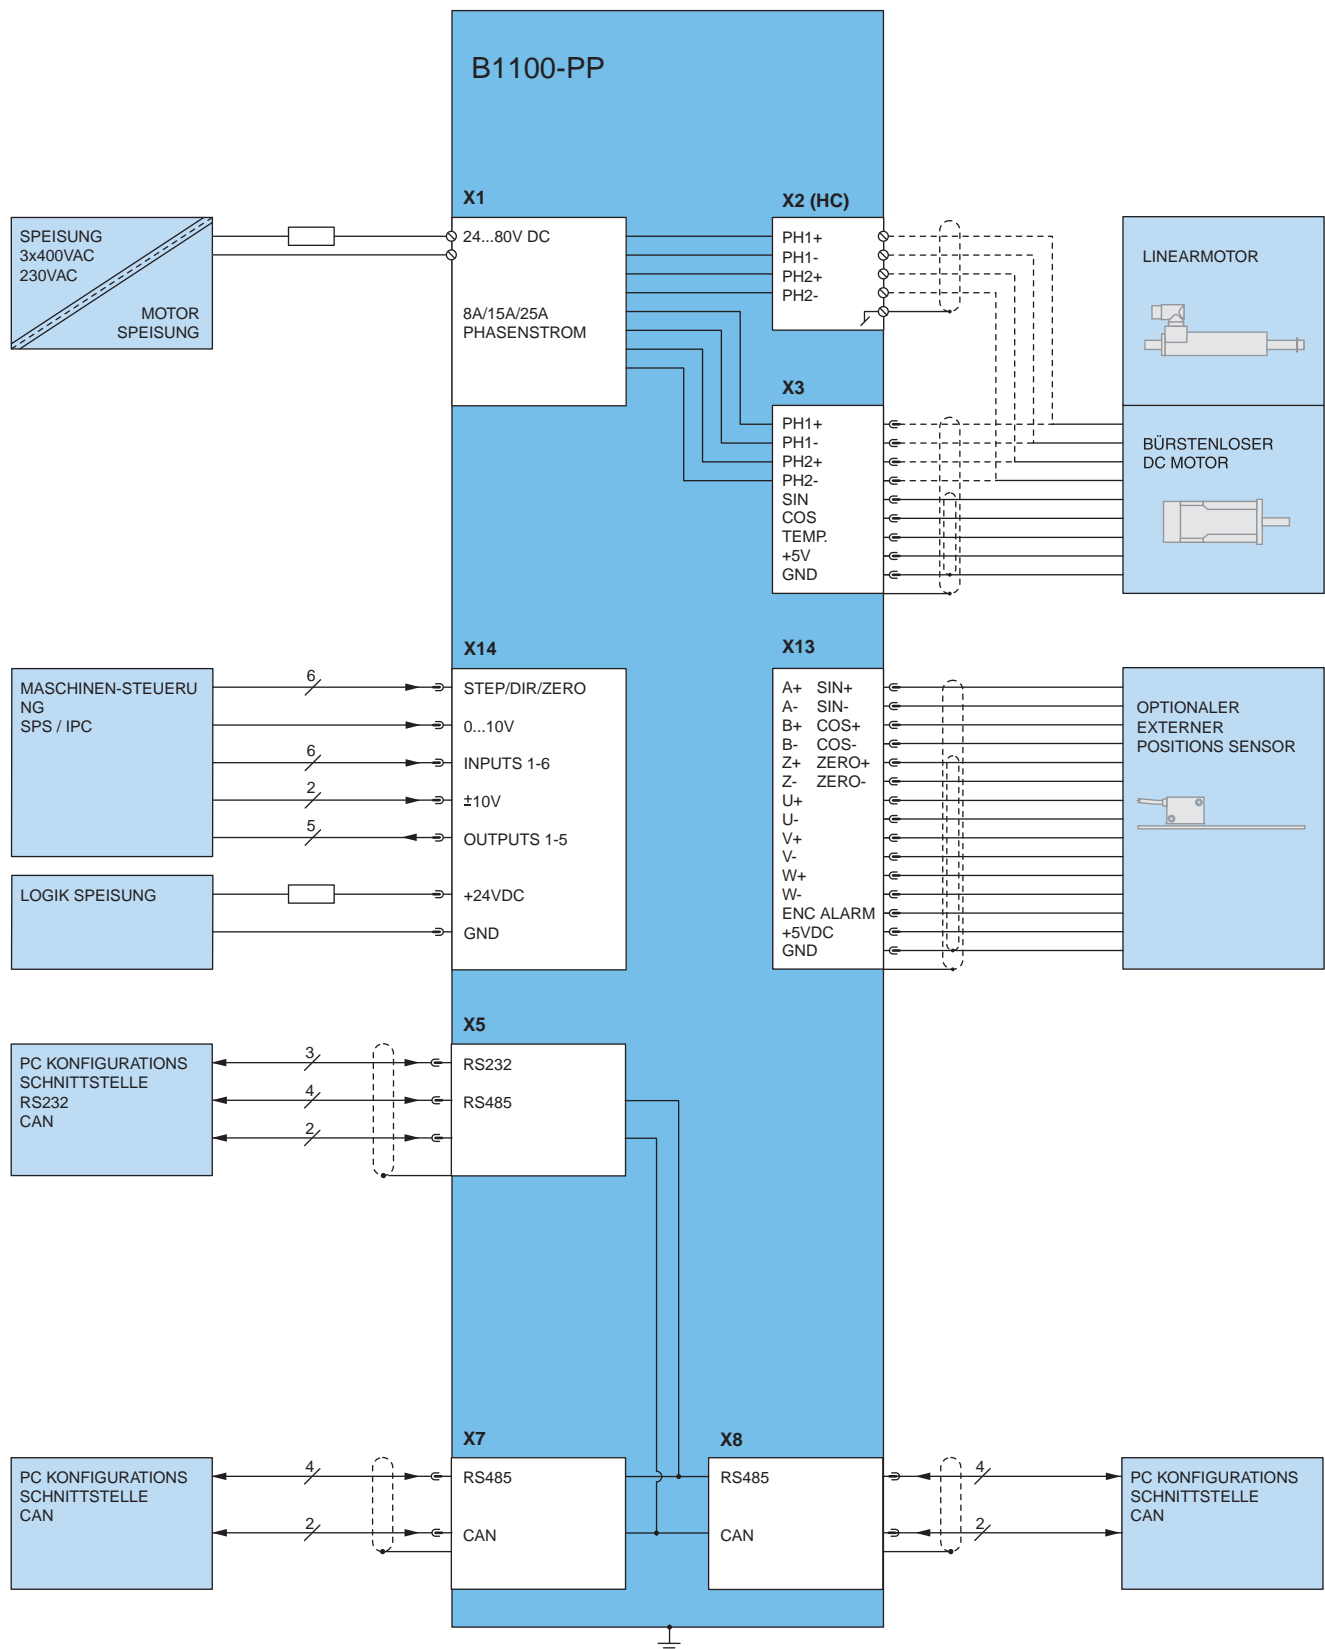 B1100-PP
X1
X2 (HC)
SPEISUNG
3x400VAC
230VAC
MOTOR
SPEISUNG
24...80V DC
8A/15A/25A
PHASENSTROM
PH1+
PH1-
PH2+
PH2-
LINEARMOTOR
X3
PH1+
PH1-
PH2+
PH2-
SIN
COS
TEMP.
+5V
GND
BÜRSTENLOSER
DC MOTOR
X14
MASCHINEN-STEUERU
NG
SPS / IPC
6
6
2
5
STEP/DIR/ZERO
0...10V
INPUTS 1-6
±10V
OUTPUTS 1-5
LOGIK SPEISUNG
+24VDC
GND
X13
A+ SIN+
A- SIN-
B+ COS+
B- COS-
Z+ ZERO+
Z- ZERO-
U+
U-
V+
V-
W+
W-
ENC ALARM
+5VDC
GND
OPTIONALER
EXTERNER
POSITIONS SENSOR
X5
PC KONFIGURATIONS
SCHNITTSTELLE
RS232
CAN
3
4
2
RS232
RS485
X7
PC KONFIGURATIONS
SCHNITTSTELLE
CAN
4
2
RS485
CAN
X8
RS485
CAN
4
2
PC KONFIGURATIONS
SCHNITTSTELLE
CAN